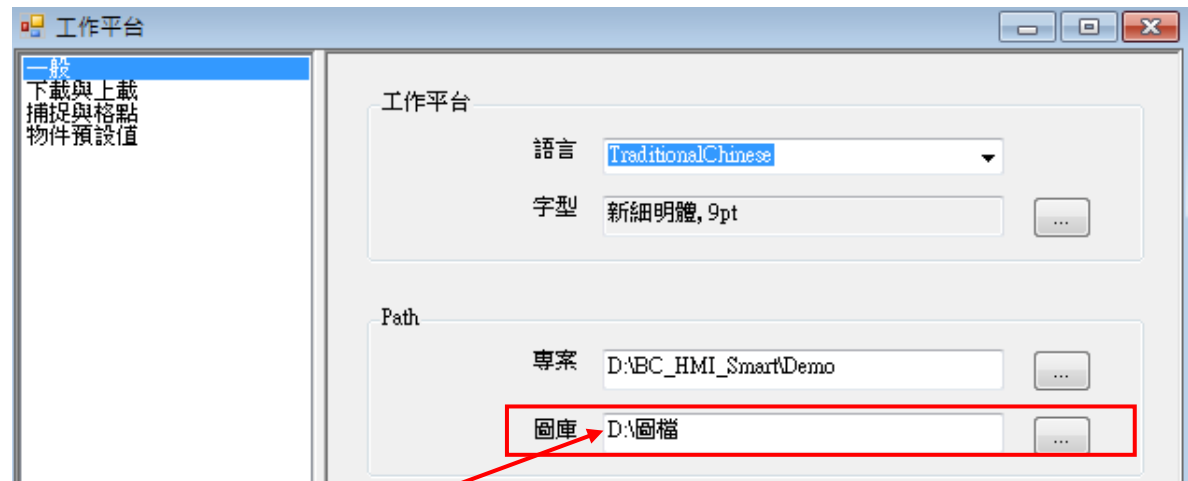 工作平台
一般
下載與上載
捕捉與格點
物件預設值
工作平台
語言 TraditionalChinese
字型 新細明體, 9pt ...
Path
專案 D:\BC_HMI_Smart\Demo ...
圖庫 D:\圖檔 ...